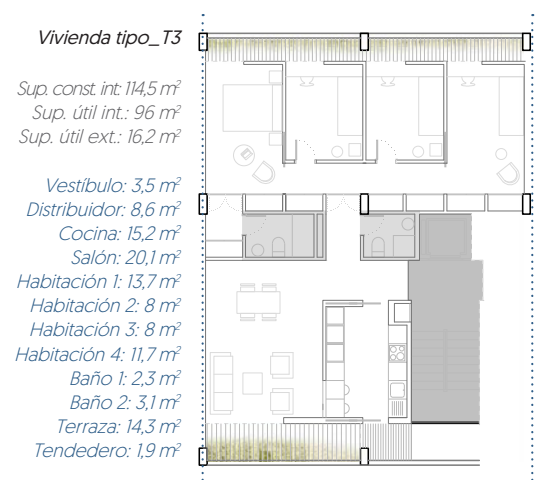 Vivienda tipo_T3
Sup. const. int: 114,5 m²
Sup. útil int.: 96 m²
Sup. útil ext.: 16,2 m²
Vestíbulo: 3,5 m²
Distribuidor: 8,6 m²
Cocina: 15,2 m²
Salón: 20,1 m²
Habitación 1: 13,7 m²
Habitación 2: 8 m²
Habitación 3: 8 m²
Habitación 4: 11,7 m²
Baño 1: 2,3 m²
Baño 2: 3,1 m²
Terraza: 14,3 m²
Tendedero: 1,9 m²